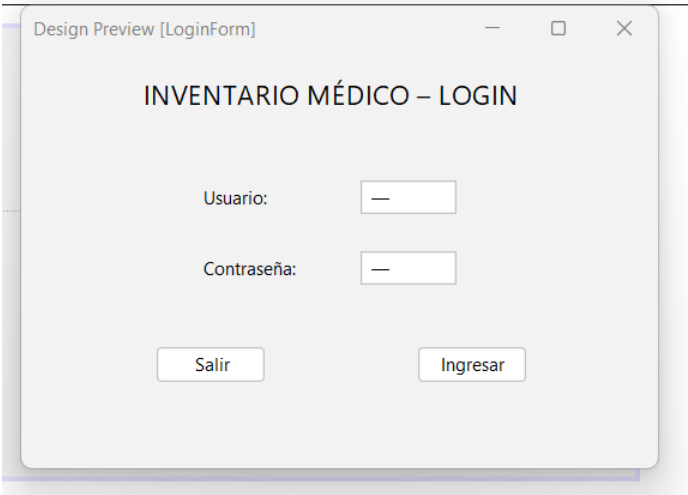 Design Preview [LoginForm]
INVENTARIO MÉDICO – LOGIN
Usuario: —
Contraseña: —
Salir Ingresar